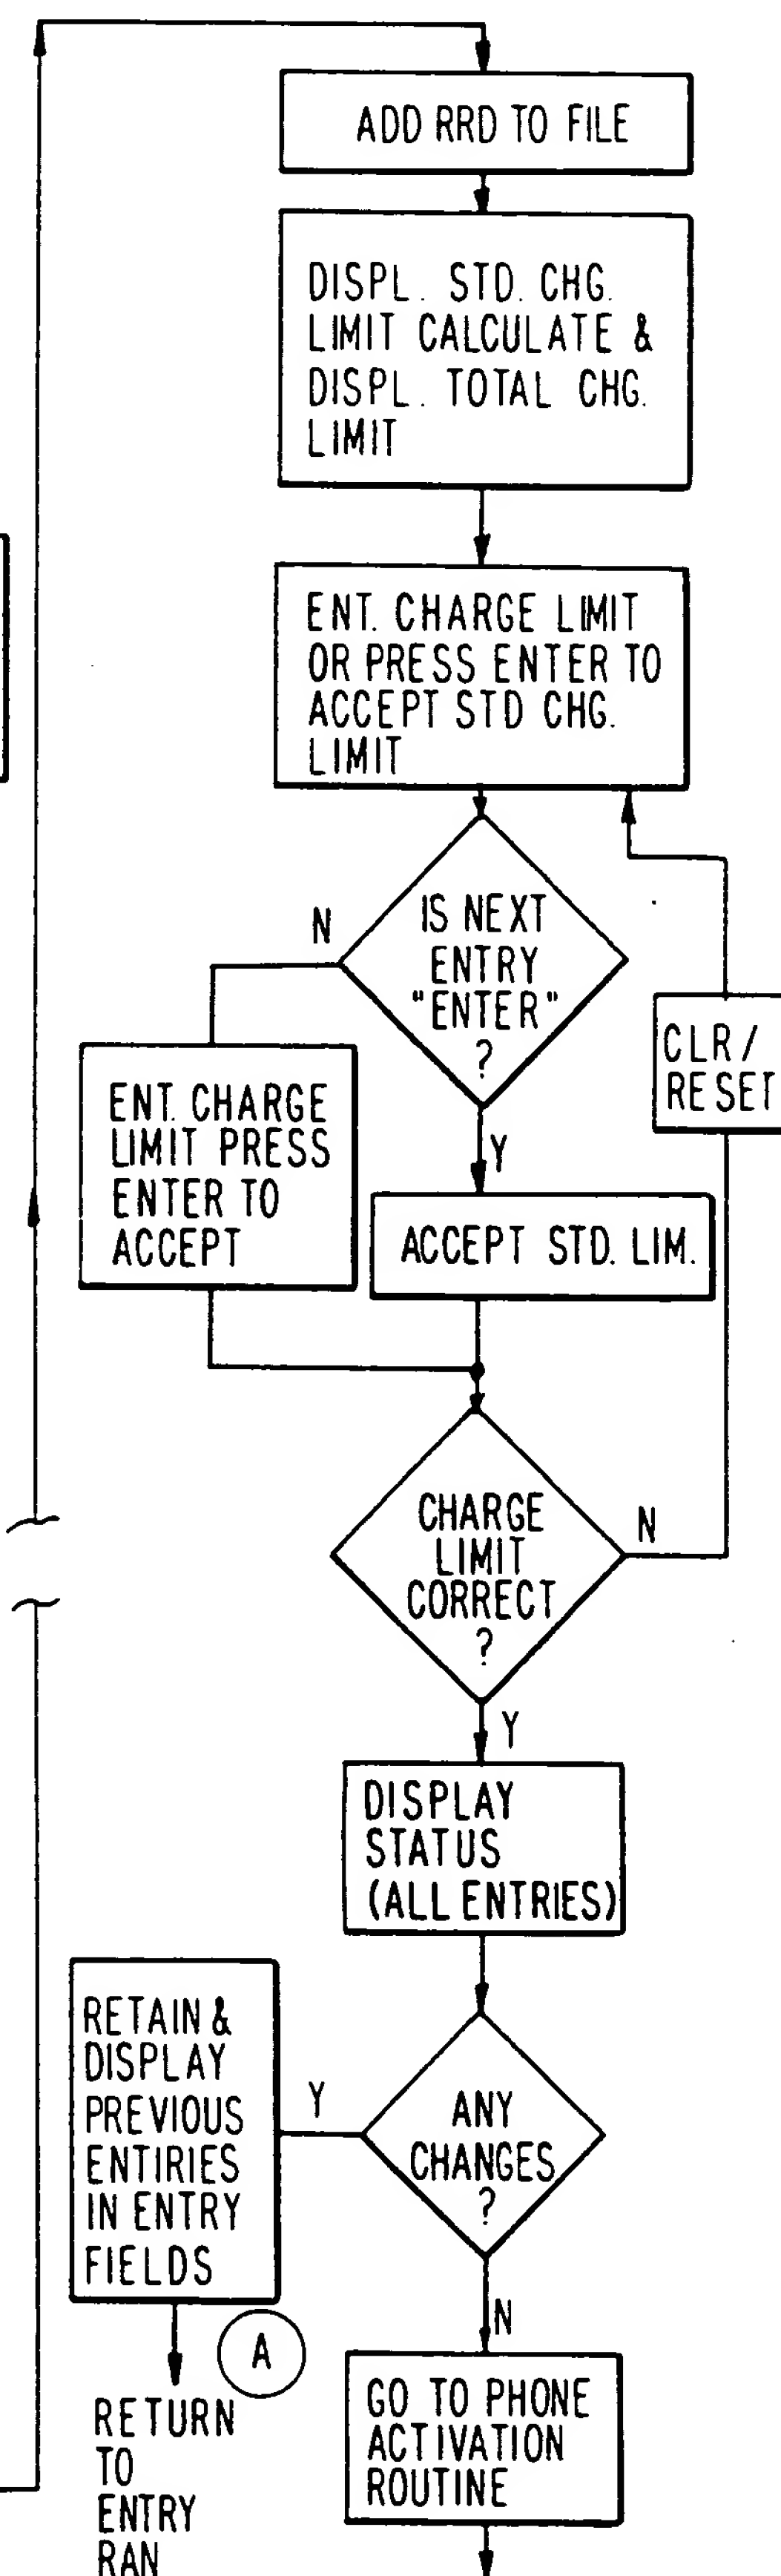 ADD RRD TO FILE
DISPL. STD. CHG.
LIMIT CALCULATE &
DISPL. TOTAL CHG.
LIMIT
ENT. CHARGE LIMIT
OR PRESS ENTER TO
ACCEPT STD CHG.
LIMIT
IS NEXT
ENTRY
"ENTER"
?
N
Y
CLR/
RESET
ENT. CHARGE
LIMIT PRESS
ENTER TO
ACCEPT
ACCEPT STD. LIM.
CHARGE
LIMIT
CORRECT
?
N
Y
DISPLAY
STATUS
(ALL ENTRIES)
ANY
CHANGES
?
Y
N
RETAIN &
DISPLAY
PREVIOUS
ENTIRIES
IN ENTRY
FIELDS
A
RETURN
TO
ENTRY
RAN
GO TO PHONE
ACTIVATION
ROUTINE